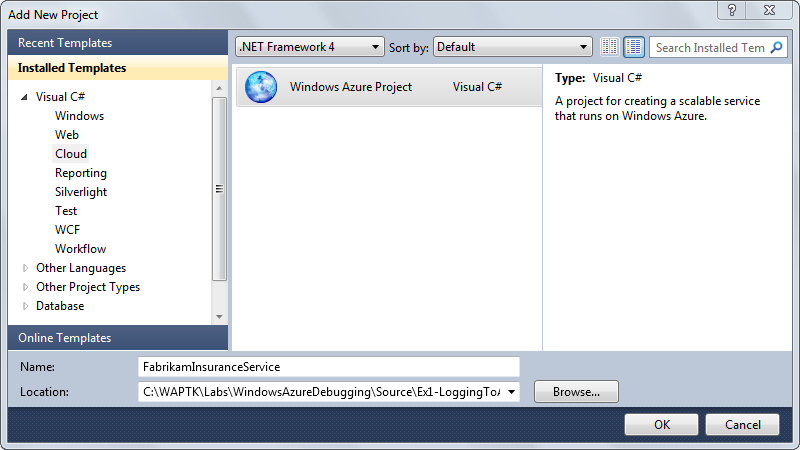 Add New Project
Recent Templates
Installed Templates
Visual C#
Windows
Web
Cloud
Reporting
Silverlight
Test
WCF
Workflow
Other Languages
Other Project Types
Database
Online Templates
.NET Framework 4
Sort by: Default
Search Installed Tem
Windows Azure Project Visual C#
Type: Visual C#
A project for creating a scalable service
that runs on Windows Azure.
Name: FabrikamInsuranceService
Location: C:\WAPTK\Labs\WindowsAzureDebugging\Source\Ex1-LoggingToA
Browse...
OK Cancel